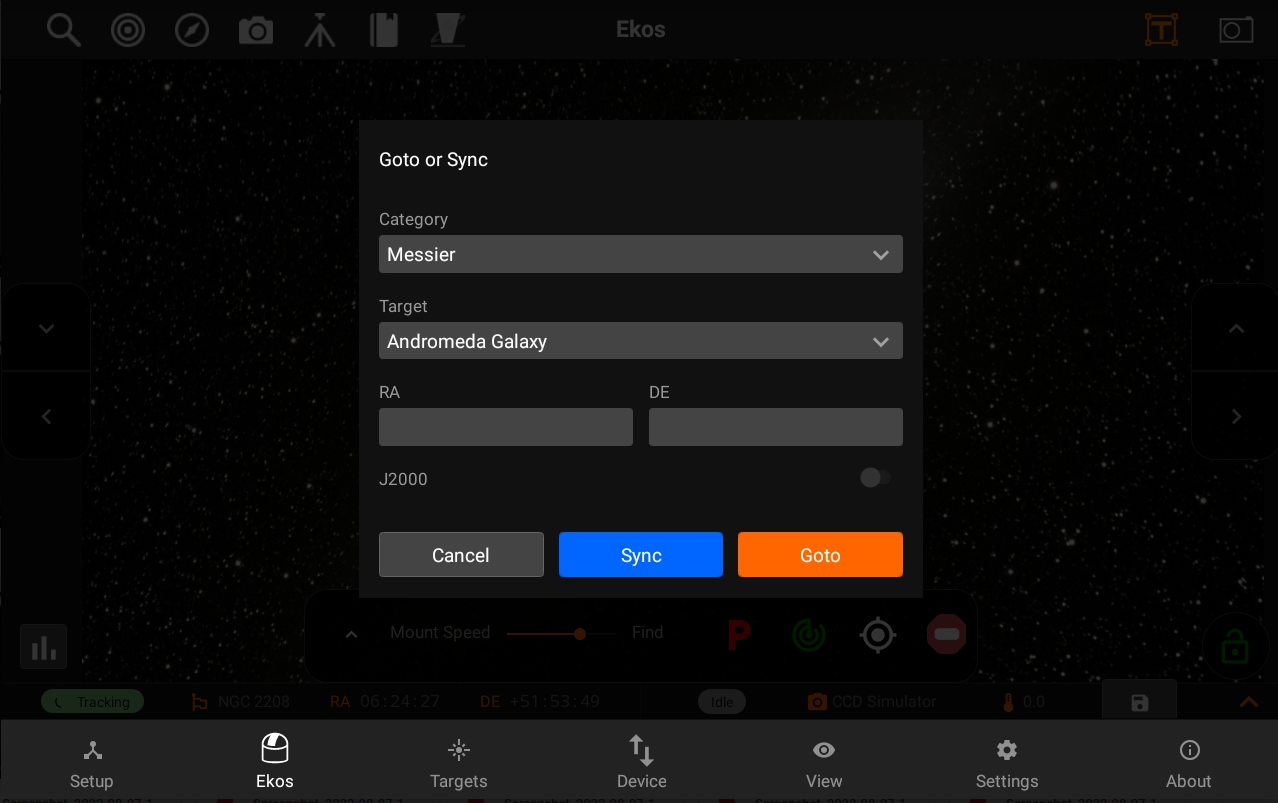 Ekos
Goto or Sync
Category
Messier
Target
Andromeda Galaxy
RA DE
J2000
Cancel Sync Goto
Mount Speed Find P
Tracking NGC 2208 RA 06:24:27 DE +51:53:49 Idle CCD Simulator 0.0
Setup Ekos Targets Device View Settings About